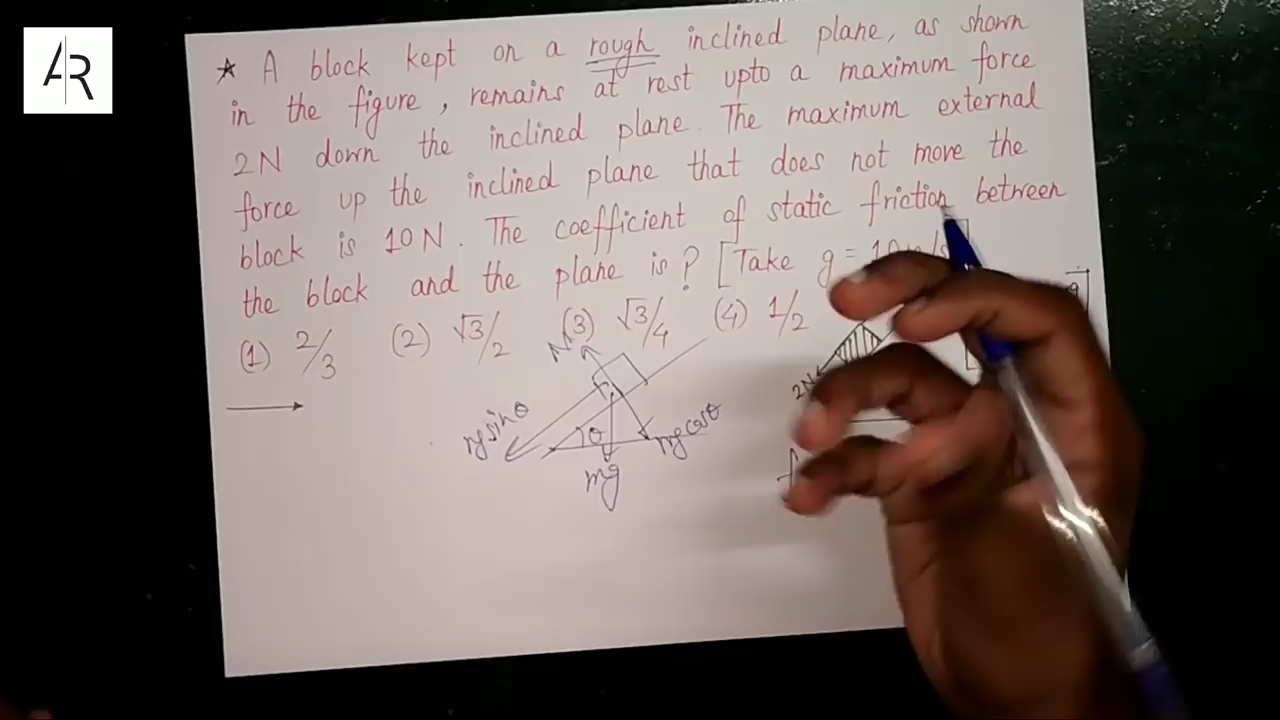 AR
★ A block kept on a rough inclined plane, as shown
in the figure, remains at rest upto a maximum force
2N down the inclined plane. The maximum external
force up the inclined plane that does not move the
block is 10N. The coefficient of static friction between
the block and the plane is? [Take g =
(1) 2/3 (2) √3/2 (3) √3/4 (4) 1/2
N
2N
mg sinθ
θ
mg cosθ
mg
f